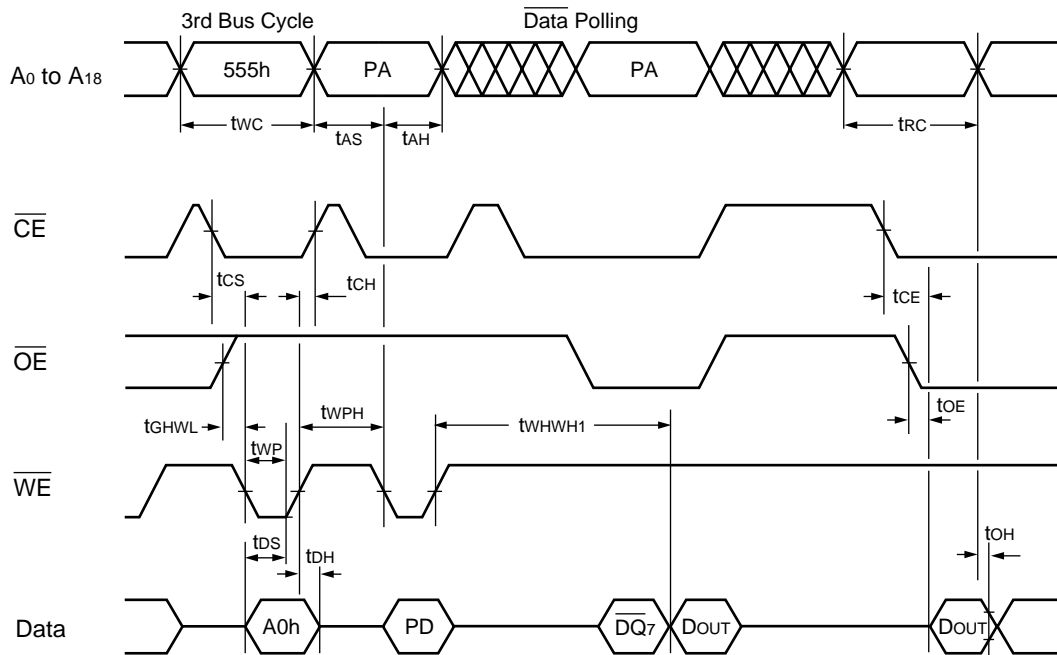 3rd Bus Cycle Data Polling
A0 to A18 555h PA PA
tWC tAS tAH tRC
CE
tCS tCH tCE
OE
tGHWL tWPH tWHWH1 tOE
tWP
WE
tDS tDH tOH
Data A0h PD DQ7 DOUT DOUT